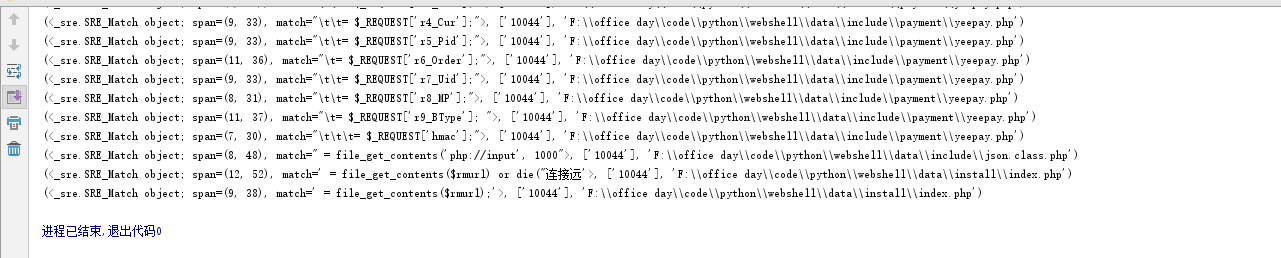 (<_sre.SRE_Match object; span=(9, 33), match="\t\t= $_REQUEST['r4_Cur'];">, ['10044'], 'F:\\office day\\code\\python\\webshell\\data\\include\\payment\\yeepay.php')
(<_sre.SRE_Match object; span=(9, 33), match="\t\t= $_REQUEST['r5_Pid'];">, ['10044'], 'F:\\office day\\code\\python\\webshell\\data\\include\\payment\\yeepay.php')
(<_sre.SRE_Match object; span=(11, 36), match="\t= $_REQUEST['r6_Order'];">, ['10044'], 'F:\\office day\\code\\python\\webshell\\data\\include\\payment\\yeepay.php')
(<_sre.SRE_Match object; span=(9, 33), match="\t\t= $_REQUEST['r7_Uid'];">, ['10044'], 'F:\\office day\\code\\python\\webshell\\data\\include\\payment\\yeepay.php')
(<_sre.SRE_Match object; span=(8, 31), match="\t\t= $_REQUEST['r8_MP'];">, ['10044'], 'F:\\office day\\code\\python\\webshell\\data\\include\\payment\\yeepay.php')
(<_sre.SRE_Match object; span=(11, 37), match="\t= $_REQUEST['r9_BType']; ">, ['10044'], 'F:\\office day\\code\\python\\webshell\\data\\include\\payment\\yeepay.php')
(<_sre.SRE_Match object; span=(7, 30), match="\t\t\t= $_REQUEST['hmac'];">, ['10044'], 'F:\\office day\\code\\python\\webshell\\data\\include\\payment\\yeepay.php')
(<_sre.SRE_Match object; span=(8, 48), match=" = file_get_contents('php://input', 1000">, ['10044'], 'F:\\office day\\code\\python\\webshell\\data\\include\\json.class.php')
(<_sre.SRE_Match object; span=(12, 52), match=' = file_get_contents($rmurl) or die("连接远'>, ['10044'], 'F:\\office day\\code\\python\\webshell\\data\\install\\index.php')
(<_sre.SRE_Match object; span=(9, 38), match=' = file_get_contents($rmurl);'>, ['10044'], 'F:\\office day\\code\\python\\webshell\\data\\install\\index.php')
进程已结束,退出代码0